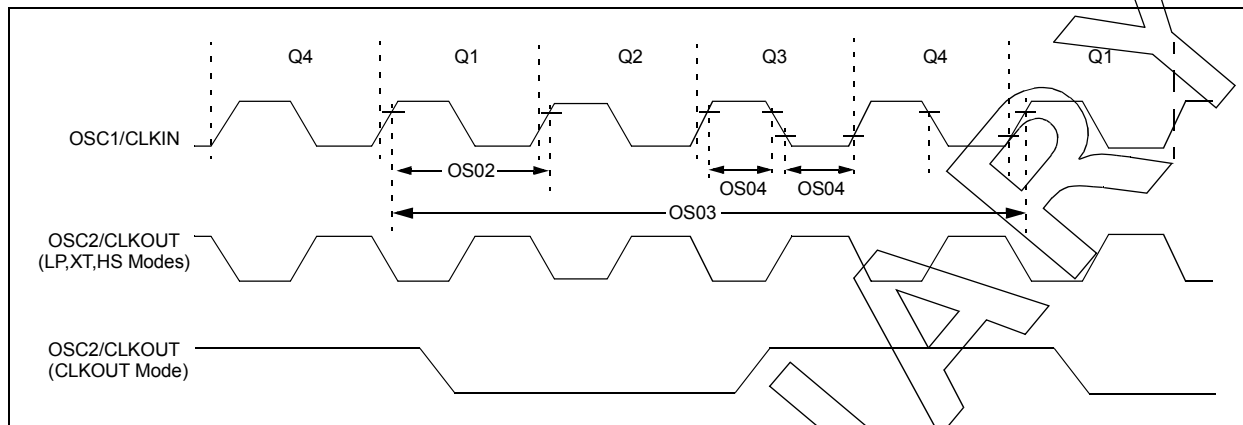 Q4 Q1 Q2 Q3 Q4 Q1
OSC1/CLKIN
OS02 OS04 OS04
OS03
OSC2/CLKOUT
(LP,XT,HS Modes)
OSC2/CLKOUT
(CLKOUT Mode)
ARY